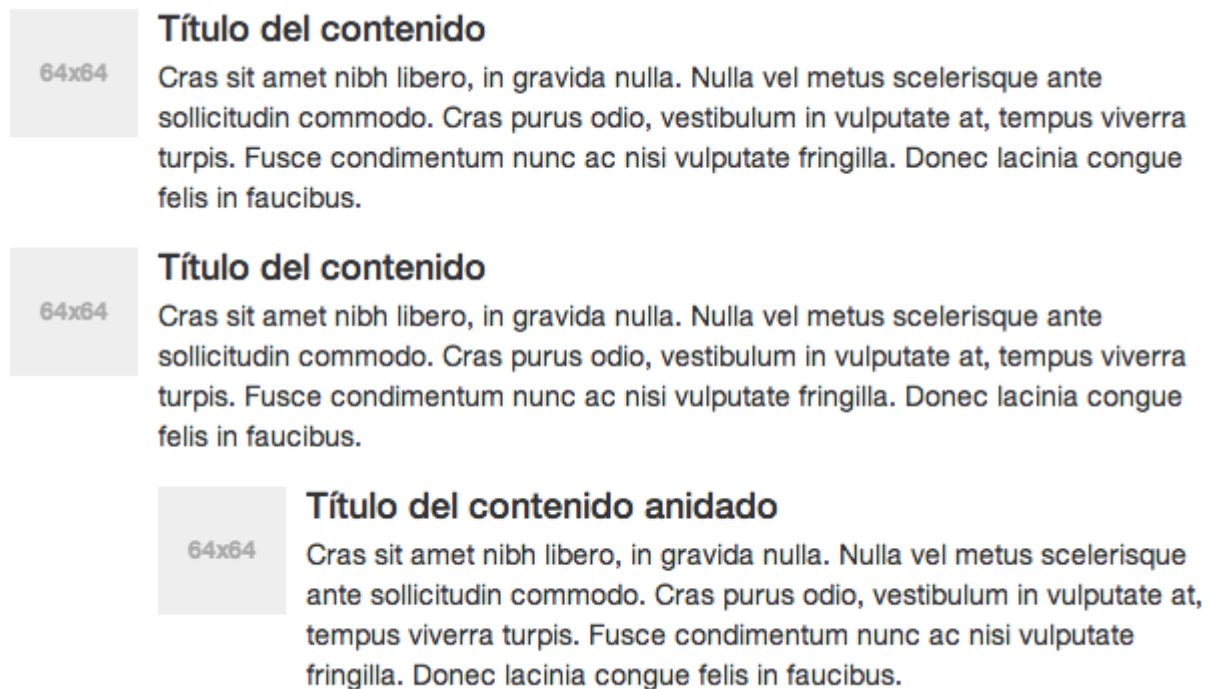 Título del contenido
64x64
Cras sit amet nibh libero, in gravida nulla. Nulla vel metus scelerisque ante
sollicitudin commodo. Cras purus odio, vestibulum in vulputate at, tempus viverra
turpis. Fusce condimentum nunc ac nisi vulputate fringilla. Donec lacinia congue
felis in faucibus.
Título del contenido
64x64
Cras sit amet nibh libero, in gravida nulla. Nulla vel metus scelerisque ante
sollicitudin commodo. Cras purus odio, vestibulum in vulputate at, tempus viverra
turpis. Fusce condimentum nunc ac nisi vulputate fringilla. Donec lacinia congue
felis in faucibus.
Título del contenido anidado
64x64
Cras sit amet nibh libero, in gravida nulla. Nulla vel metus scelerisque
ante sollicitudin commodo. Cras purus odio, vestibulum in vulputate at,
tempus viverra turpis. Fusce condimentum nunc ac nisi vulputate
fringilla. Donec lacinia congue felis in faucibus.